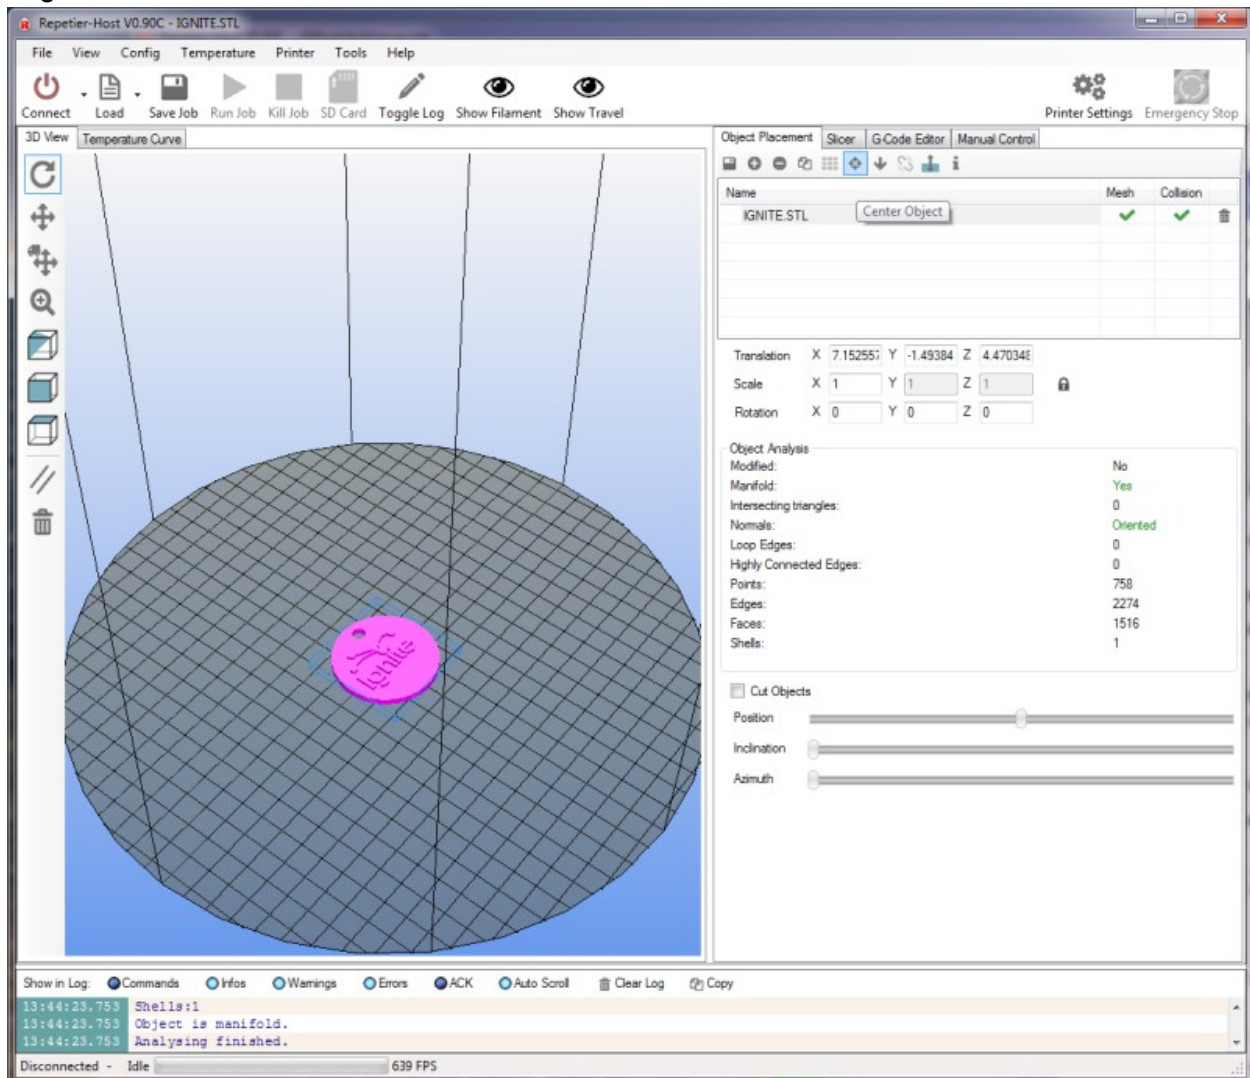 Repetier-Host V0.90C - IGNITE.STL
File View Config Temperature Printer Tools Help
Connect Load Save Job Run Job Kill Job SD Card Toggle Log Show Filament Show Travel Printer Settings Emergency Stop
3D View Temperature Curve
Object Placement Slicer G-Code Editor Manual Control
Name Mesh Collision
IGNITE.STL
Center Object
Translation X 7.152557 Y -1.49384 Z 4.470348
Scale X 1 Y 1 Z 1
Rotation X 0 Y 0 Z 0
Object Analysis
Modified: No
Manifold: Yes
Intersecting triangles: 0
Normals: Oriented
Loop Edges: 0
Highly Connected Edges: 0
Points: 758
Edges: 2274
Faces: 1516
Shells: 1
ignite
Cut Objects
Position
Inclination
Azimuth
Show in Log: Commands Infos Warnings Errors ACK Auto Scroll Clear Log Copy
13:44:23.753 Shells:1
13:44:23.753 Object is manifold.
13:44:23.753 Analysing finished.
Disconnected - Idle 639 FPS